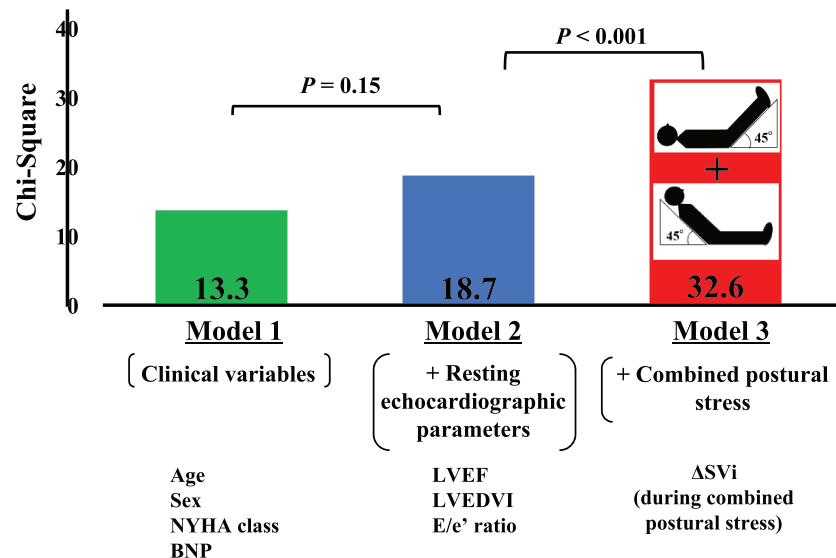 P < 0.001
P = 0.15
Chi-Square
40
30
20
10
0
45°
+
45°
13.3
18.7
32.6
Model 1
Model 2
Model 3
[Clinical variables]
(+ Resting
echocardiographic
parameters)
(+ Combined postural
stress)
Age
Sex
NYHA class
BNP
LVEF
LVEDVI
E/e’ ratio
ΔSVi
(during combined
postural stress)